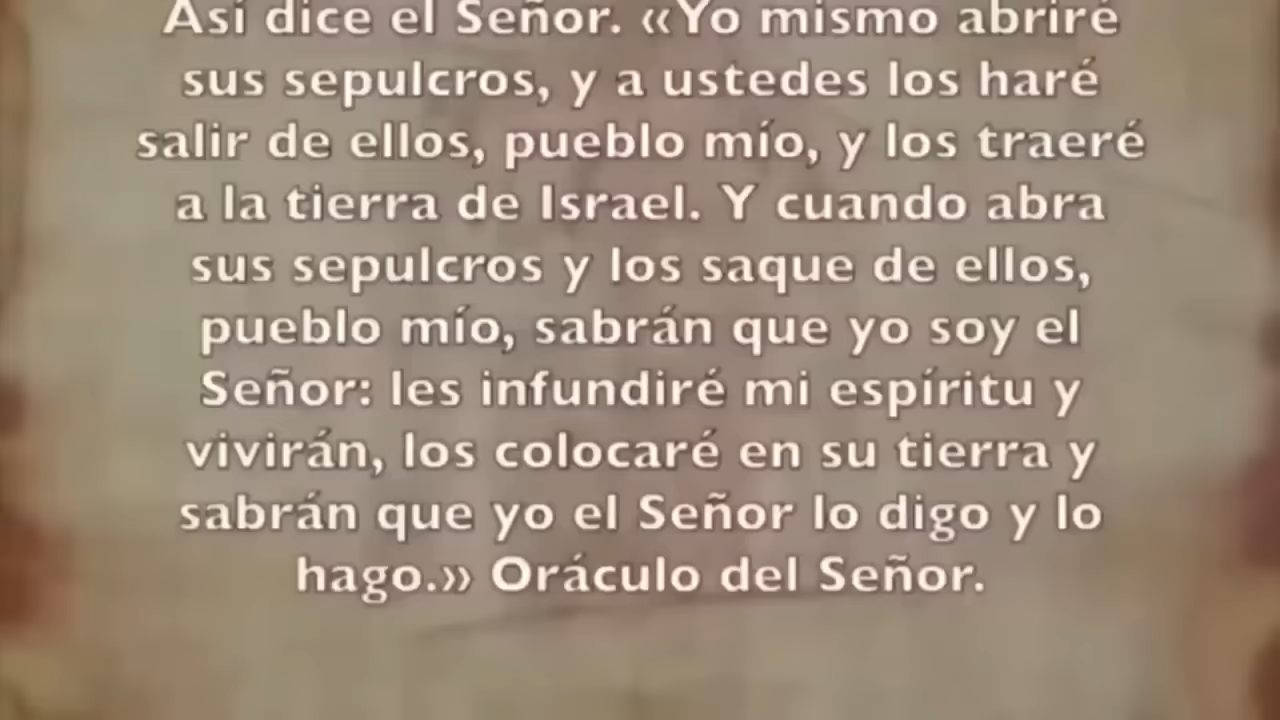 Así dice el Señor. «Yo mismo abriré
sus sepulcros, y a ustedes los haré
salir de ellos, pueblo mío, y los traeré
a la tierra de Israel. Y cuando abra
sus sepulcros y los saque de ellos,
pueblo mío, sabrán que yo soy el
Señor: les infundiré mi espíritu y
vivirán, los colocaré en su tierra y
sabrán que yo el Señor lo digo y lo
hago.» Oráculo del Señor.